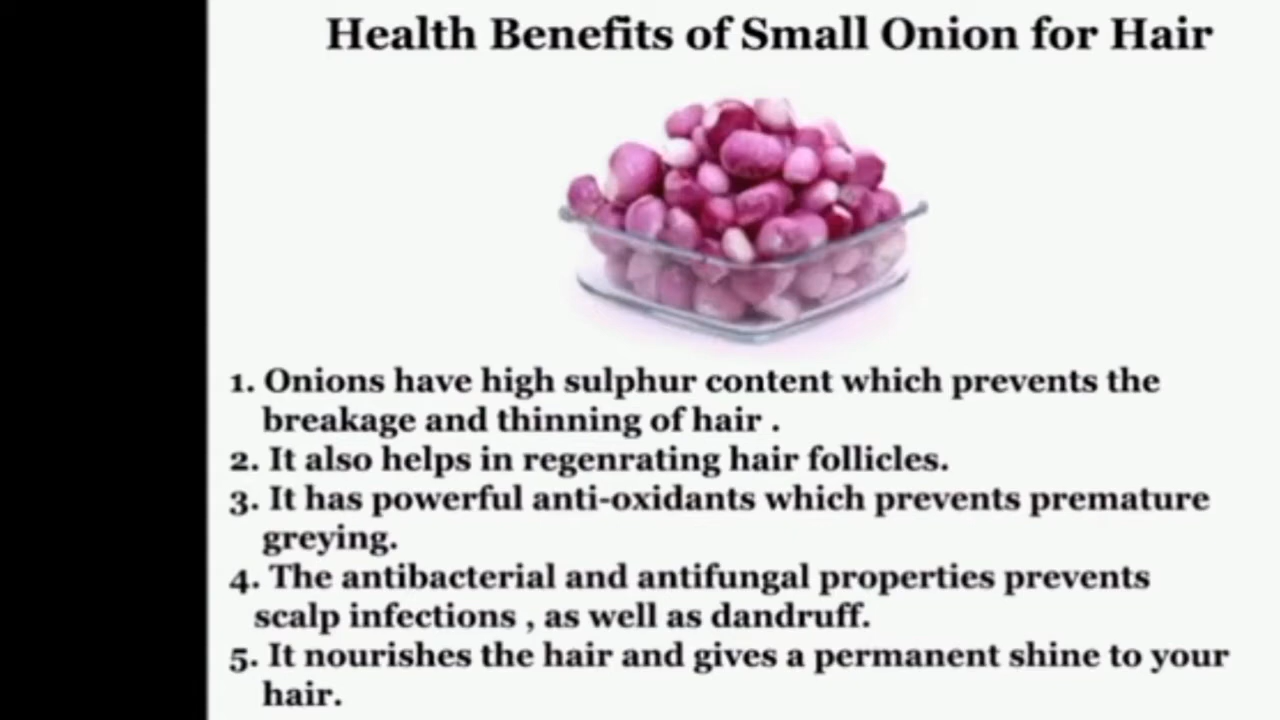 Health Benefits of Small Onion for Hair
1. Onions have high sulphur content which prevents the
breakage and thinning of hair .
2. It also helps in regenrating hair follicles.
3. It has powerful anti-oxidants which prevents premature
greying.
4. The antibacterial and antifungal properties prevents
scalp infections , as well as dandruff.
5. It nourishes the hair and gives a permanent shine to your
hair.